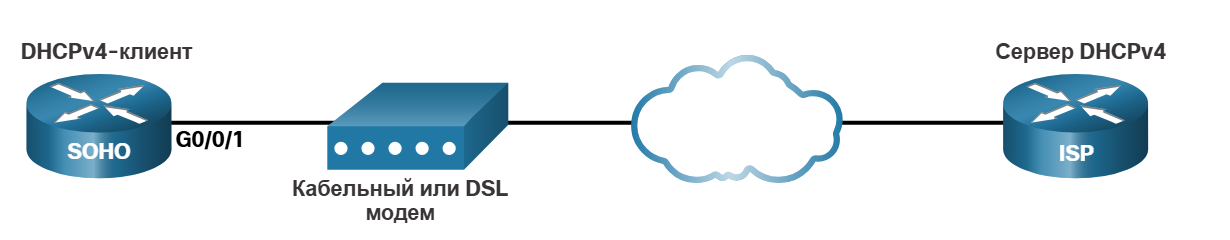 DHCPv4-клиент
Сервер DHCPv4
SOHO
G0/0/1
ISP
Кабельный или DSL
модем